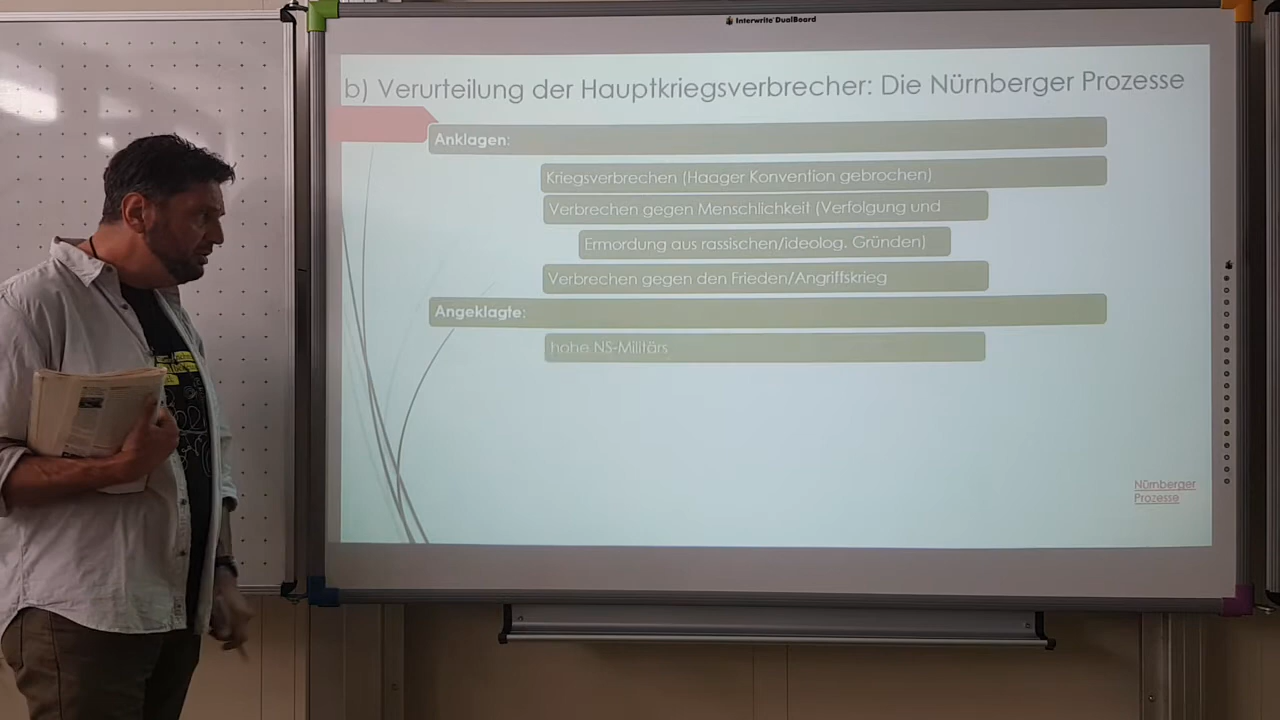 Interwrite DualBoard
b) Verurteilung der Hauptkriegsverbrecher: Die Nürnberger Prozesse
Anklagen:
Kriegsverbrechen (Haager Konvention gebrochen)
Verbrechen gegen Menschlichkeit (Verfolgung und
Ermordung aus rassischen/ideolog. Gründen)
Verbrechen gegen den Frieden/Angriffskrieg
Angeklagte:
hohe NS-Militärs
Nürnberger
Prozesse